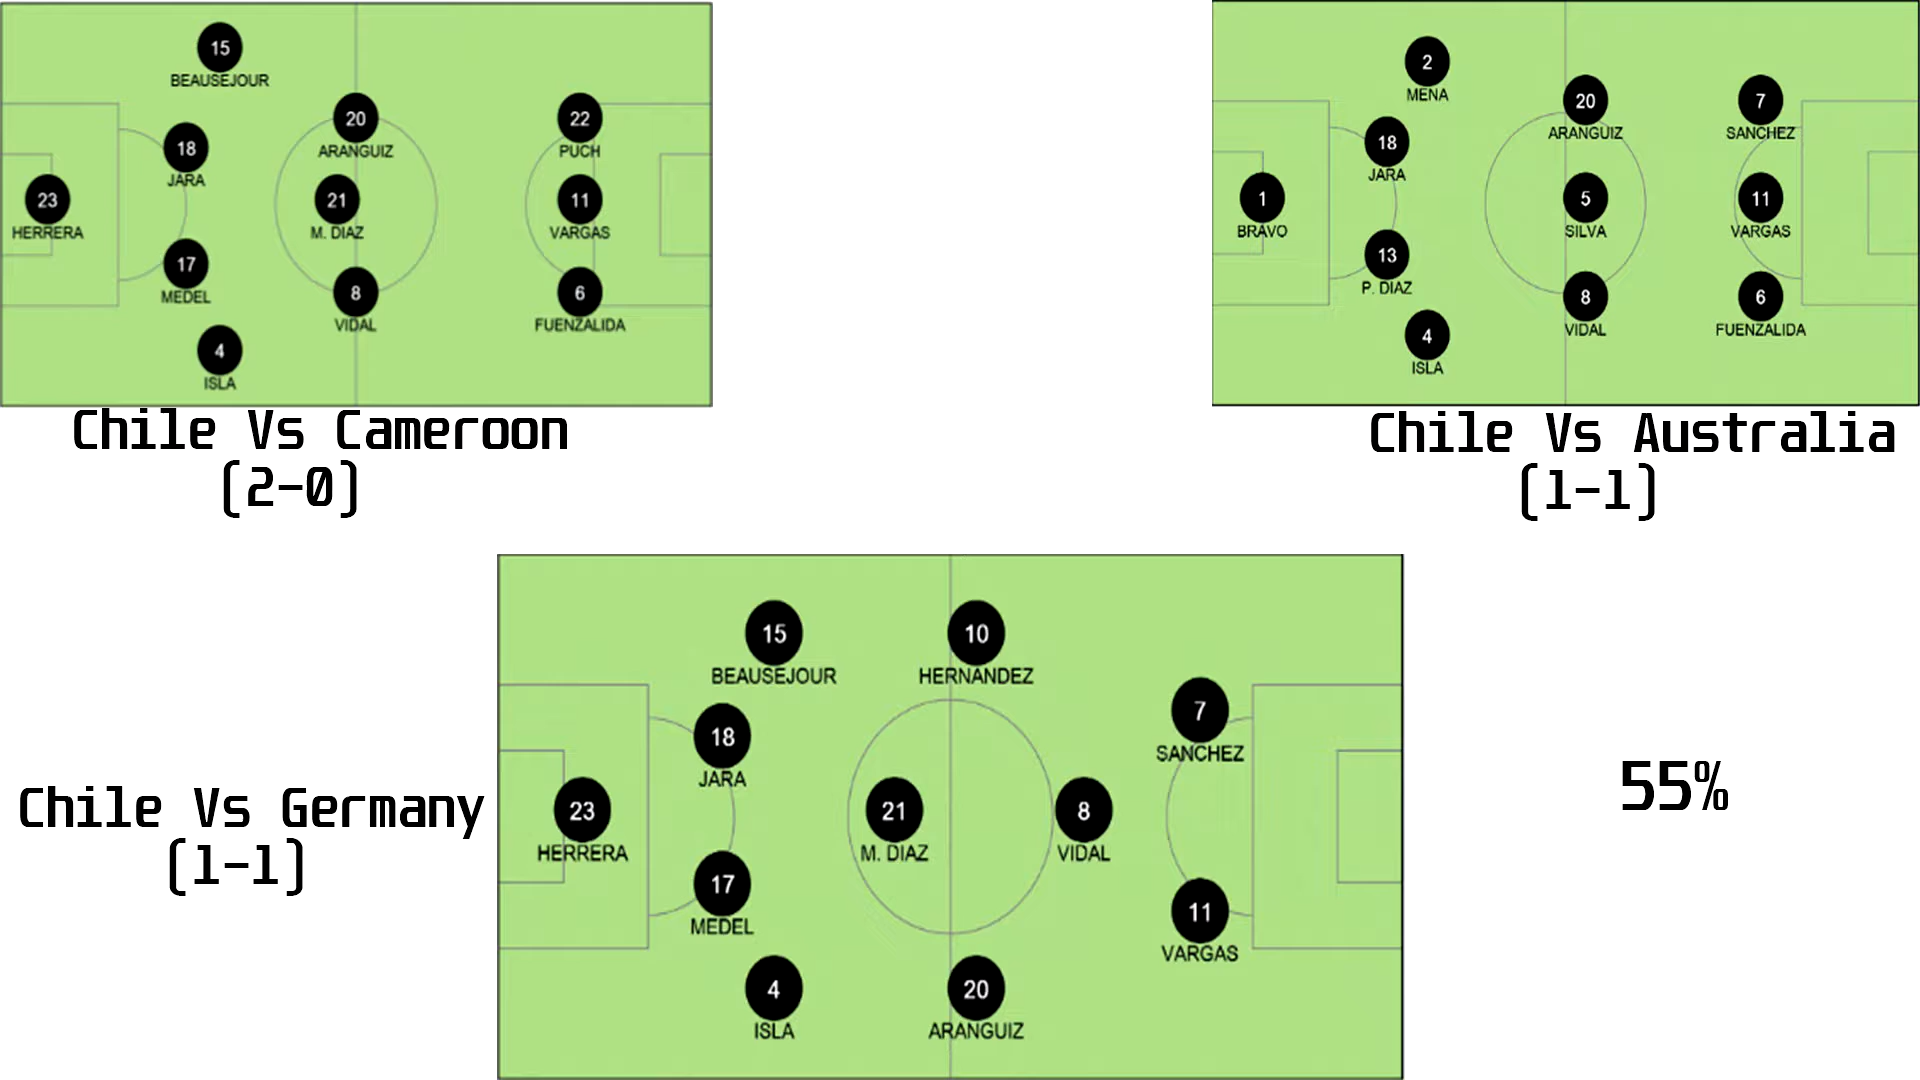 15
BEAUSEJOUR
18
JARA
23
HERRERA
17
MEDEL
4
ISLA
20
ARANGUIZ
21
M. DIAZ
8
VIDAL
22
PUCH
11
VARGAS
6
FUENZALIDA
Chile Vs Cameroon
(2-0)
2
MENA
18
JARA
1
BRAVO
13
P. DIAZ
4
ISLA
20
ARANGUIZ
5
SILVA
8
VIDAL
7
SANCHEZ
11
VARGAS
6
FUENZALIDA
Chile Vs Australia
(1-1)
Chile Vs Germany
(1-1)
15
BEAUSEJOUR
18
JARA
23
HERRERA
17
MEDEL
4
ISLA
10
HERNANDEZ
21
M. DIAZ
8
VIDAL
20
ARANGUIZ
7
SANCHEZ
11
VARGAS
55%